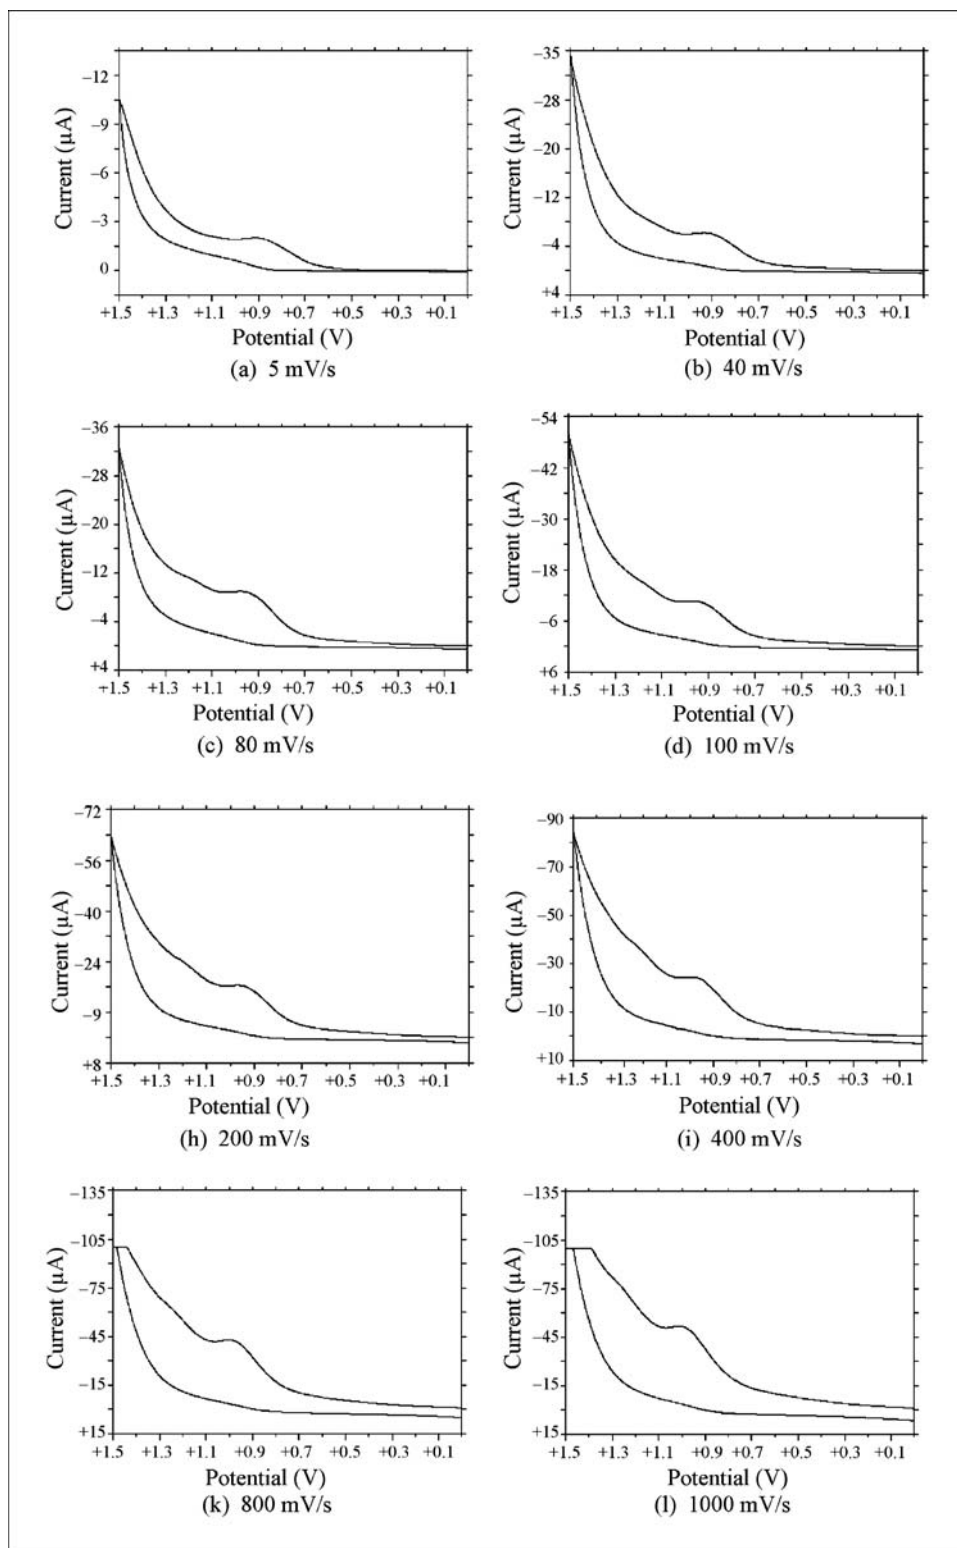 Current (µA)
−12
−9
−6
−3
0
+1.5 +1.3 +1.1 +0.9 +0.7 +0.5 +0.3 +0.1
Potential (V)
(a) 5 mV/s
Current (µA)
−35
−28
−20
−12
−4
+4
+1.5 +1.3 +1.1 +0.9 +0.7 +0.5 +0.3 +0.1
Potential (V)
(b) 40 mV/s
Current (µA)
−36
−28
−20
−12
−4
+4
+1.5 +1.3 +1.1 +0.9 +0.7 +0.5 +0.3 +0.1
Potential (V)
(c) 80 mV/s
Current (µA)
−54
−42
−30
−18
−6
+6
+1.5 +1.3 +1.1 +0.9 +0.7 +0.5 +0.3 +0.1
Potential (V)
(d) 100 mV/s
Current (µA)
−72
−56
−40
−24
−9
+8
+1.5 +1.3 +1.1 +0.9 +0.7 +0.5 +0.3 +0.1
Potential (V)
(h) 200 mV/s
Current (µA)
−90
−70
−50
−30
−10
+10
+1.5 +1.3 +1.1 +0.9 +0.7 +0.5 +0.3 +0.1
Potential (V)
(i) 400 mV/s
Current (µA)
−135
−105
−75
−45
−15
+15
+1.5 +1.3 +1.1 +0.9 +0.7 +0.5 +0.3 +0.1
Potential (V)
(k) 800 mV/s
Current (µA)
−135
−105
−75
−45
−15
+15
+1.5 +1.3 +1.1 +0.9 +0.7 +0.5 +0.3 +0.1
Potential (V)
(l) 1000 mV/s